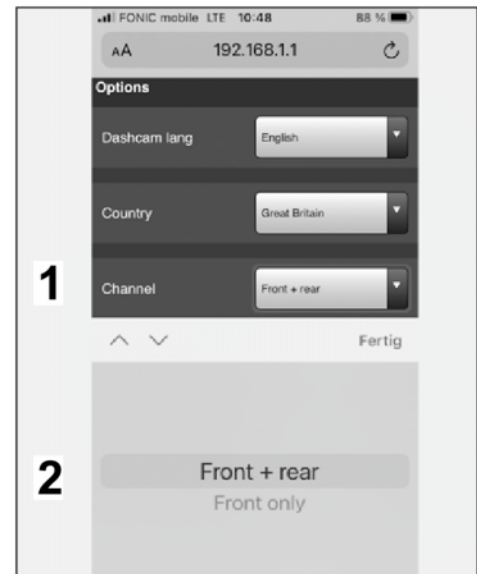 FONIC mobile LTE 10:48 88 %
AA 192.168.1.1
Options
Dashcam lang English
Country Great Britain
1 Channel Front + rear
Fertig
2 Front + rear
Front only